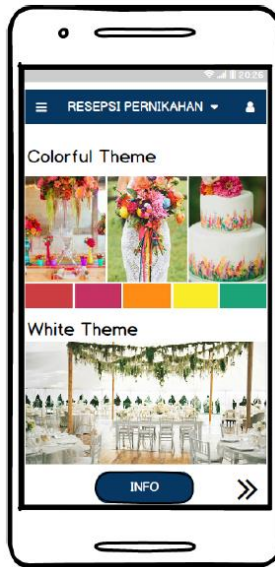 20:26
RESEPSI PERNIKAHAN
Colorful Theme
White Theme
INFO